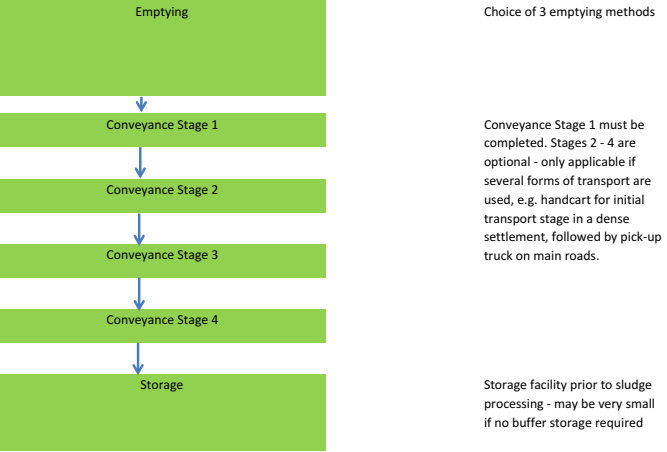 Emptying
Choice of 3 emptying methods
Conveyance Stage 1
Conveyance Stage 1 must be
completed. Stages 2 - 4 are
optional - only applicable if
several forms of transport are
used, e.g. handcart for initial
transport stage in a dense
settlement, followed by pick-up
truck on main roads.
Conveyance Stage 2
Conveyance Stage 3
Conveyance Stage 4
Storage
Storage facility prior to sludge
processing - may be very small
if no buffer storage required